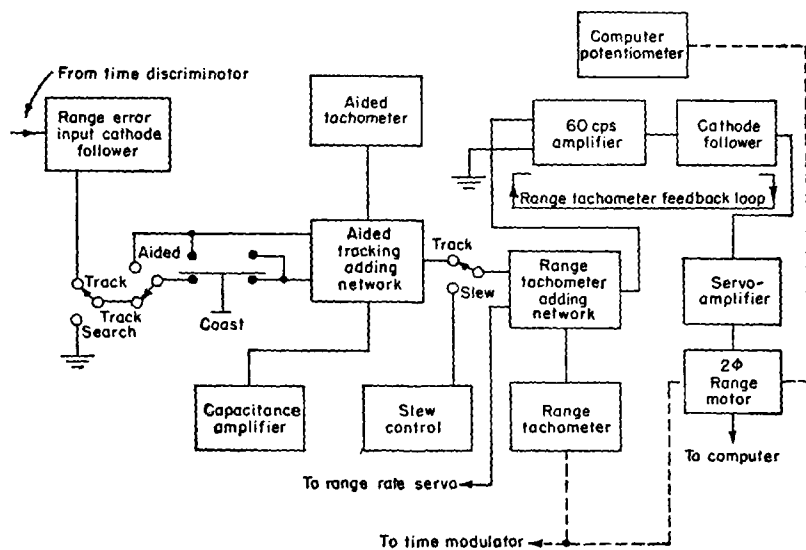 From time discriminator
Range error
input cathode
follower
Aided
tachometer
Computer
potentiometer
60 cps
amplifier
Cathode
follower
Range tachometer feedback loop
Aided
Track
Track
Search
Coast
Aided
tracking
adding
network
Track
Slew
Range
tachometer
adding
network
Servo-
amplifier
2Φ
Range
motor
Capacitance
amplifier
Slew
control
Range
tachometer
To computer
To range rate servo
To time modulator